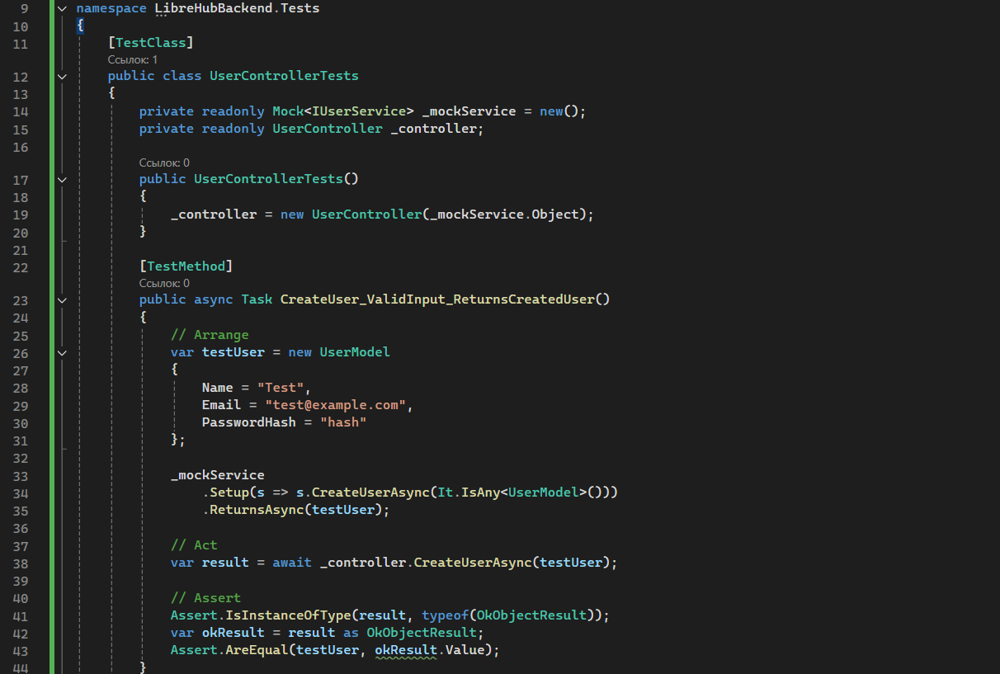 9 namespace LibreHubBackend.Tests
10 {
11 [TestClass]
Ссылок: 1
12 public class UserControllerTests
13 {
14 private readonly Mock<IUserService> _mockService = new();
15 private readonly UserController _controller;
16
Ссылок: 0
17 public UserControllerTests()
18 {
19 _controller = new UserController(_mockService.Object);
20 }
21
22 [TestMethod]
Ссылок: 0
23 public async Task CreateUser_ValidInput_ReturnsCreatedUser()
24 {
25 // Arrange
26 var testUser = new UserModel
27 {
28 Name = "Test",
29 Email = "test@example.com",
30 PasswordHash = "hash"
31 };
32
33 _mockService
34 .Setup(s => s.CreateUserAsync(It.IsAny<UserModel>()))
35 .ReturnsAsync(testUser);
36
37 // Act
38 var result = await _controller.CreateUserAsync(testUser);
39
40 // Assert
41 Assert.IsInstanceOfType(result, typeof(OkObjectResult));
42 var okResult = result as OkObjectResult;
43 Assert.AreEqual(testUser, okResult.Value);
44 }